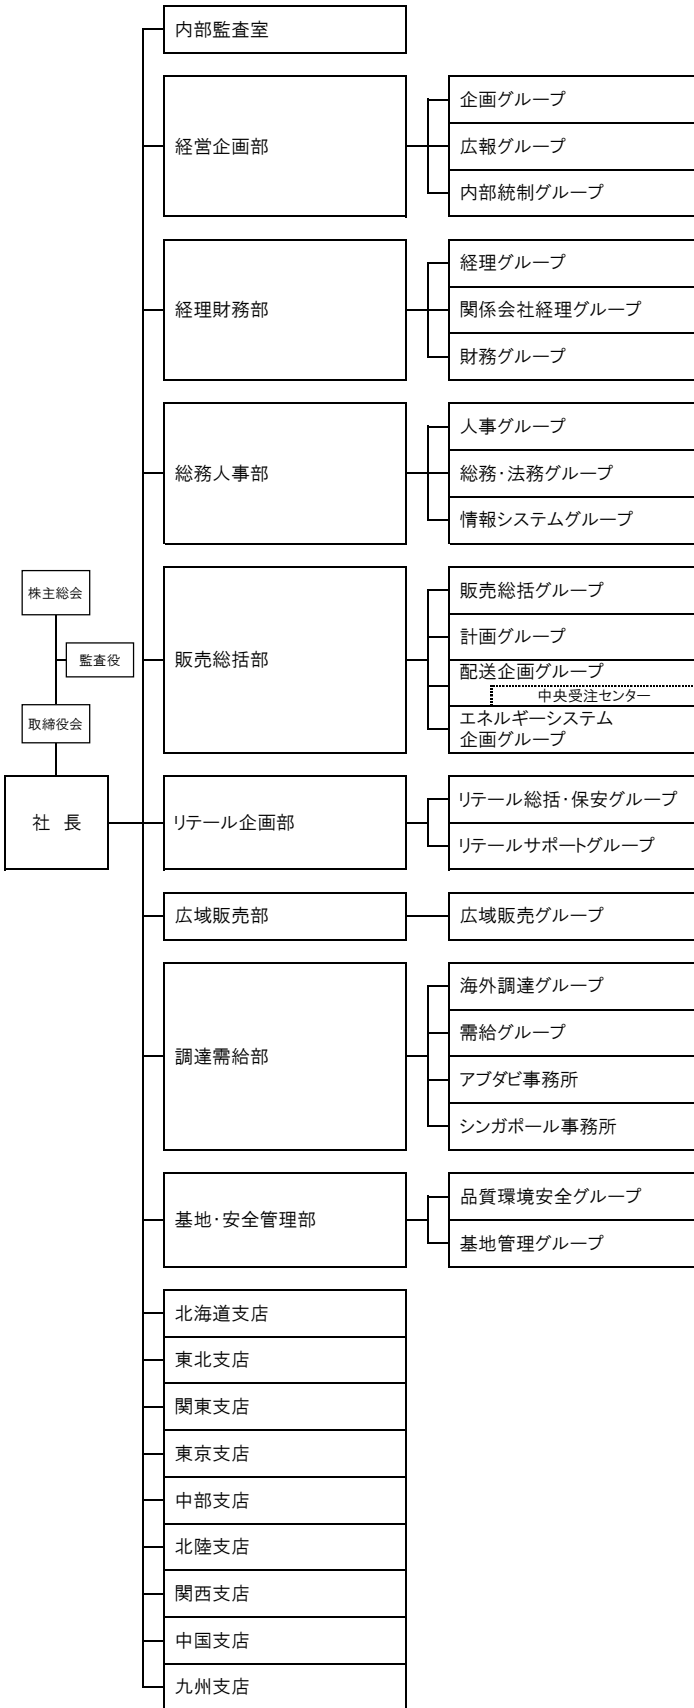 内部監査室
経営企画部
企画グループ
広報グループ
内部統制グループ
経理財務部
経理グループ
関係会社経理グループ
財務グループ
総務人事部
人事グループ
総務・法務グループ
情報システムグループ
株主総会
監査役
取締役会
社 長
販売総括部
販売総括グループ
計画グループ
配送企画グループ
中央受注センター
エネルギーシステム
企画グループ
リテール企画部
リテール総括・保安グループ
リテールサポートグループ
広域販売部
広域販売グループ
調達需給部
海外調達グループ
需給グループ
アブダビ事務所
シンガポール事務所
基地・安全管理部
品質環境安全グループ
基地管理グループ
北海道支店
東北支店
関東支店
東京支店
中部支店
北陸支店
関西支店
中国支店
九州支店